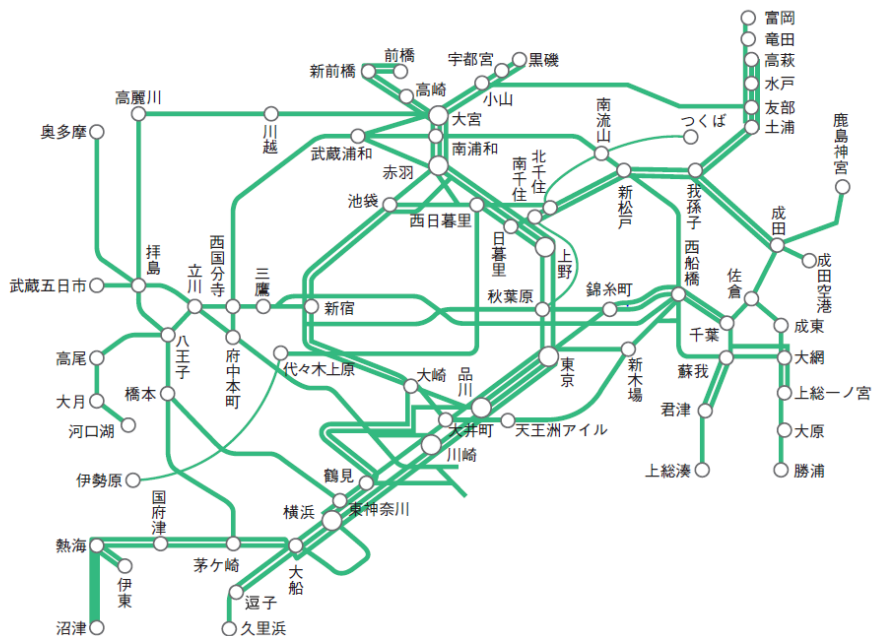 富岡
竜田
高萩
水戸
友部
土浦
前橋
新前橋
宇都宮
黒磯
高崎
小山
高麗川
大宮
奥多摩
川越
武蔵浦和
南浦和
南流山
つくば
鹿島神宮
赤羽
池袋
北千住
南千住
新松戸
我孫子
西日暮里
日暮里
上野
西船橋
成田
成田空港
拝島
立川
西国分寺
三鷹
武蔵五日市
新宿
秋葉原
錦糸町
佐倉
千葉
成東
八王子
府中本町
高尾
代々木上原
大崎
品川
東京
新木場
蘇我
大網
橋本
大月
河口湖
上総一ノ宮
君津
大井町
天王洲アイル
大原
川崎
伊勢原
鶴見
上総湊
勝浦
国府津
横浜
東神奈川
熱海
茅ケ崎
大船
伊東
逗子
沼津
久里浜